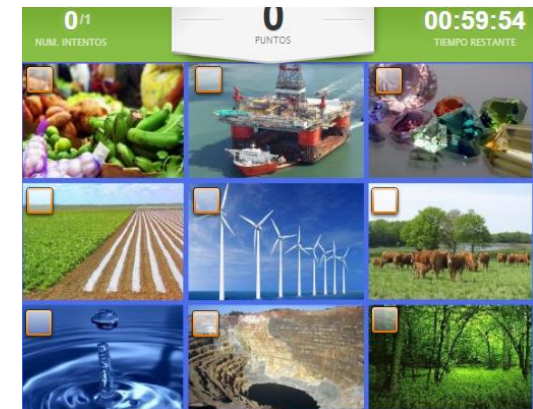 0/1
NUM. INTENTOS
0
PUNTOS
00:59:54
TIEMPO RESTANTE